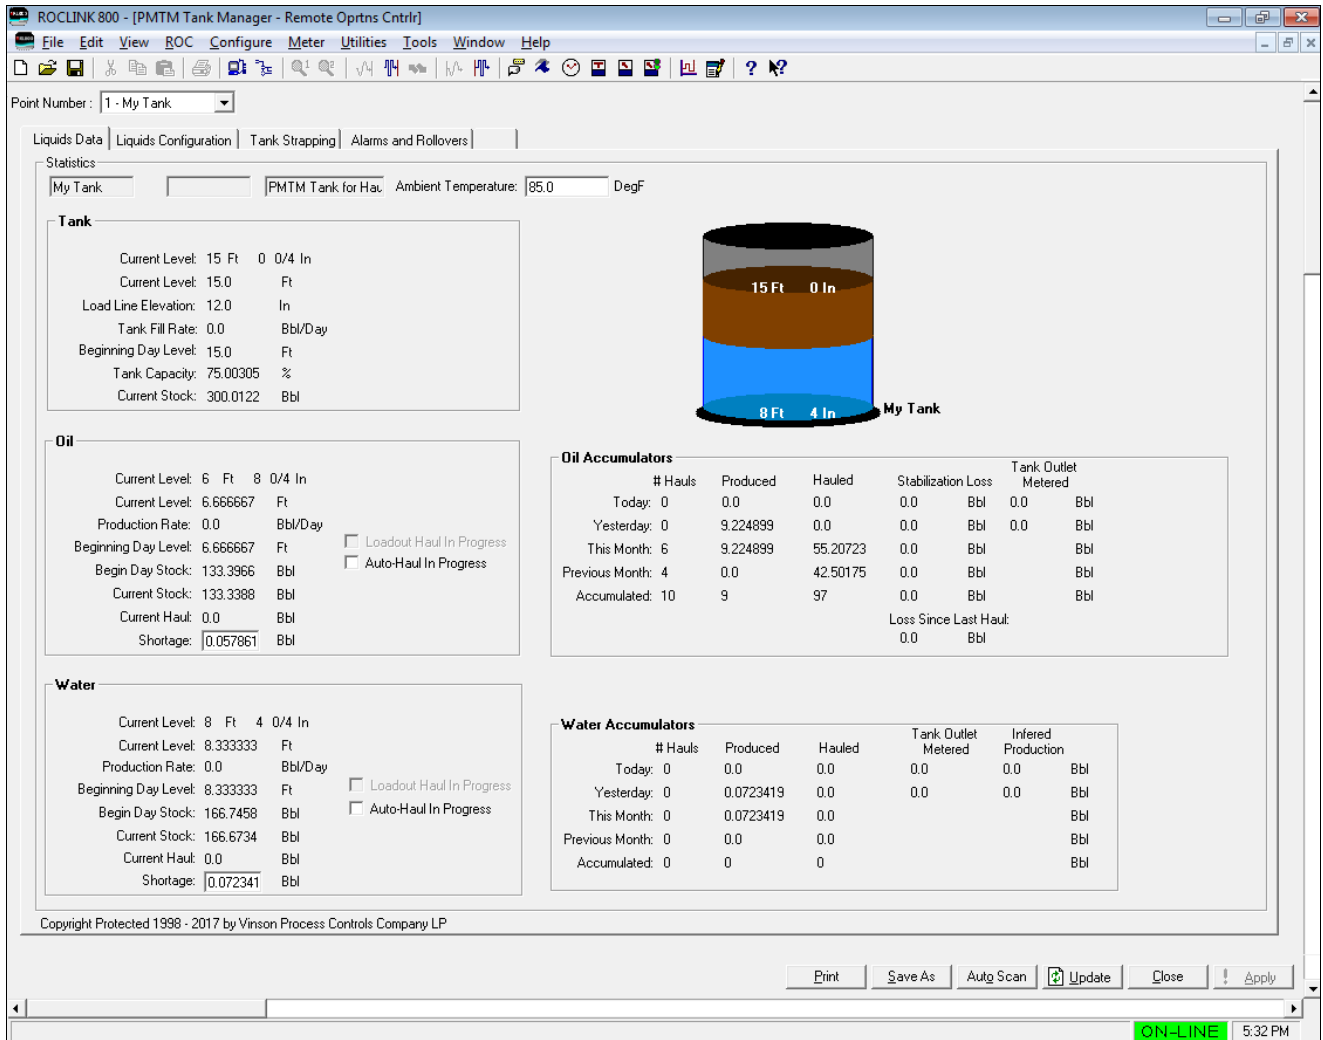 ROCLINK 800 - [PMTM Tank Manager - Remote Oprtns Cntrlr]
File Edit View ROC Configure Meter Utilities Tools Window Help
Point Number : 1 - My Tank
Liquids Data Liquids Configuration Tank Strapping Alarms and Rollovers
Statistics
My Tank PMTM Tank for Hau Ambient Temperature: 85.0 DegF
Tank
Current Level: 15 Ft 0 0/4 In
Current Level: 15.0 Ft
Load Line Elevation: 12.0 In
Tank Fill Rate: 0.0 Bbl/Day
Beginning Day Level: 15.0 Ft
Tank Capacity: 75.00305 %
Current Stock: 300.0122 Bbl
15 Ft 0 In
8 Ft 4 In
My Tank
Oil
Current Level: 6 Ft 8 0/4 In
Current Level: 6.666667 Ft
Production Rate: 0.0 Bbl/Day
Beginning Day Level: 6.666667 Ft
Begin Day Stock: 133.3966 Bbl
Current Stock: 133.3388 Bbl
Current Haul: 0.0 Bbl
Shortage: 0.057861 Bbl
Loadout Haul In Progress
Auto-Haul In Progress
Oil Accumulators
# Hauls Produced Hauled Stabilization Loss Tank Outlet Metered
Today: 0 0.0 0.0 0.0 Bbl 0.0 Bbl
Yesterday: 0 9.224899 0.0 0.0 Bbl 0.0 Bbl
This Month: 6 9.224899 55.20723 0.0 Bbl Bbl
Previous Month: 4 0.0 42.50175 0.0 Bbl Bbl
Accumulated: 10 9 97 0.0 Bbl Bbl
Loss Since Last Haul:
0.0 Bbl
Water
Current Level: 8 Ft 4 0/4 In
Current Level: 8.333333 Ft
Production Rate: 0.0 Bbl/Day
Beginning Day Level: 8.333333 Ft
Begin Day Stock: 166.7458 Bbl
Current Stock: 166.6734 Bbl
Current Haul: 0.0 Bbl
Shortage: 0.072341 Bbl
Loadout Haul In Progress
Auto-Haul In Progress
Water Accumulators
# Hauls Produced Hauled Tank Outlet Metered Infered Production
Today: 0 0.0 0.0 0.0 0.0 Bbl
Yesterday: 0 0.0723419 0.0 0.0 0.0 Bbl
This Month: 0 0.0723419 0.0 Bbl
Previous Month: 0 0.0 0.0 Bbl
Accumulated: 0 0 0 Bbl
Copyright Protected 1998 - 2017 by Vinson Process Controls Company LP
Print Save As Auto Scan Update Close ! Apply
ON-LINE 5:32 PM